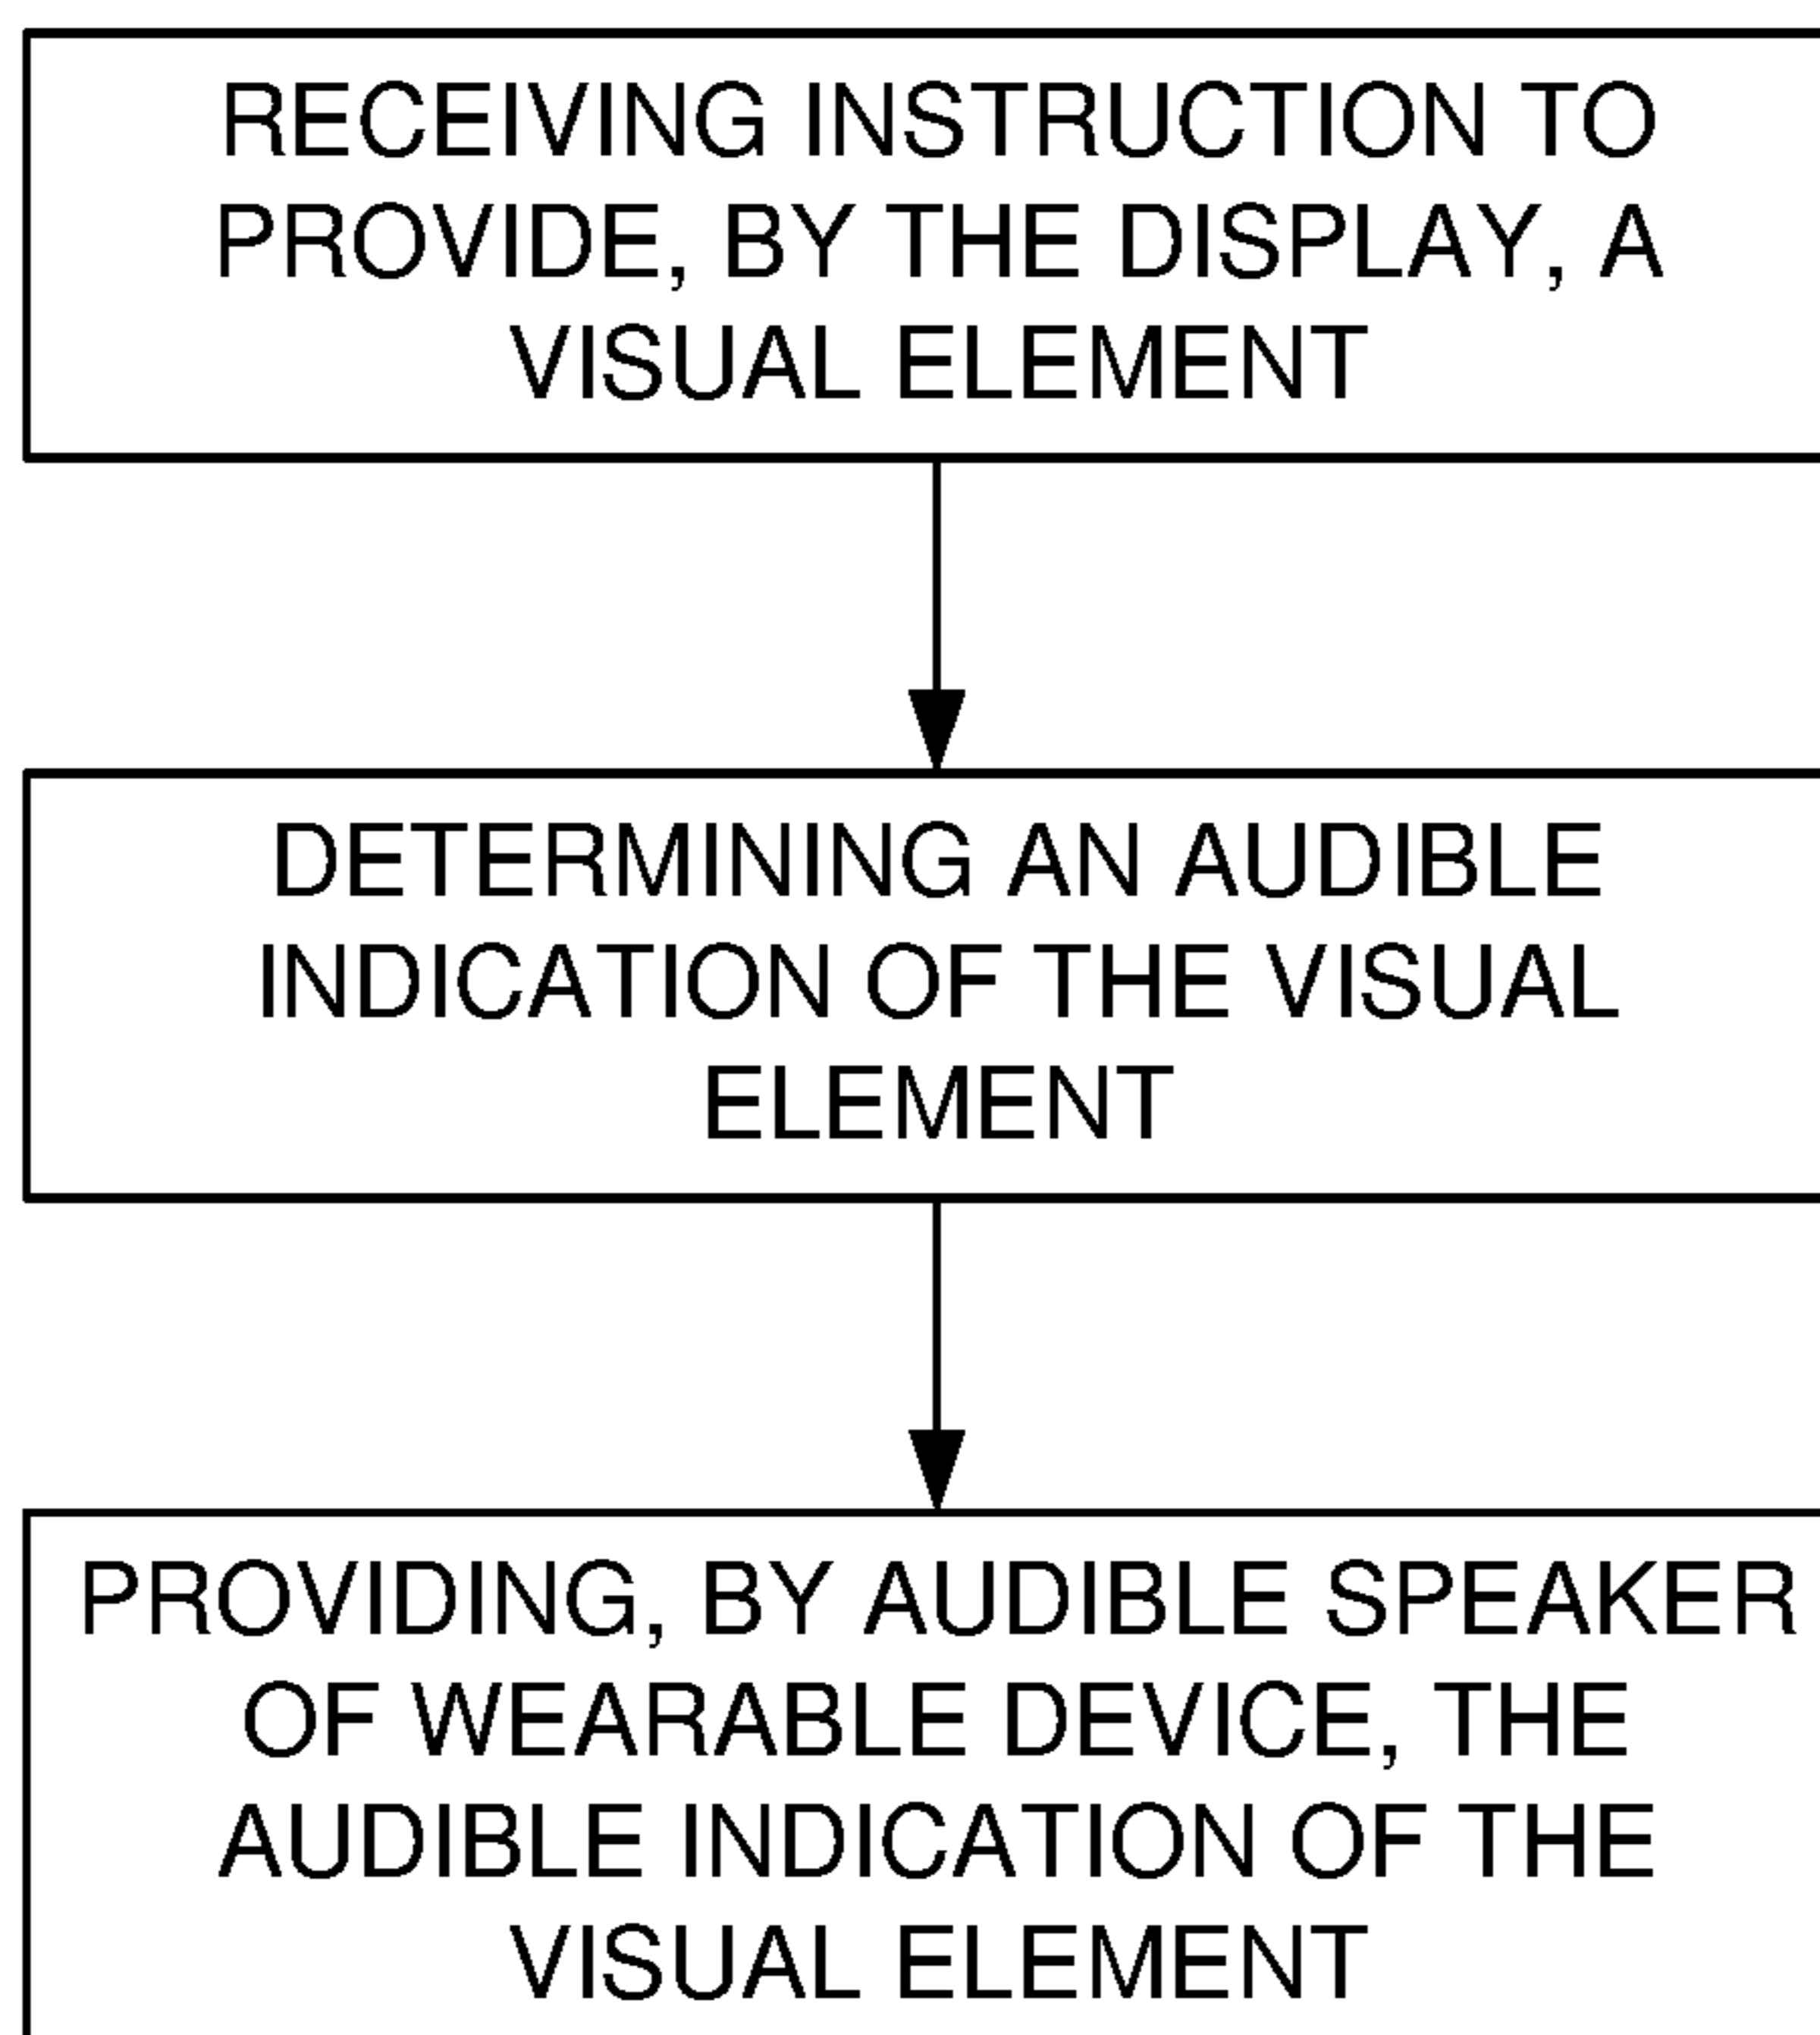 RECEIVING INSTRUCTION TO
PROVIDE, BY THE DISPLAY, A
VISUAL ELEMENT
DETERMINING AN AUDIBLE
INDICATION OF THE VISUAL
ELEMENT
PROVIDING, BY AUDIBLE SPEAKER
OF WEARABLE DEVICE, THE
AUDIBLE INDICATION OF THE
VISUAL ELEMENT